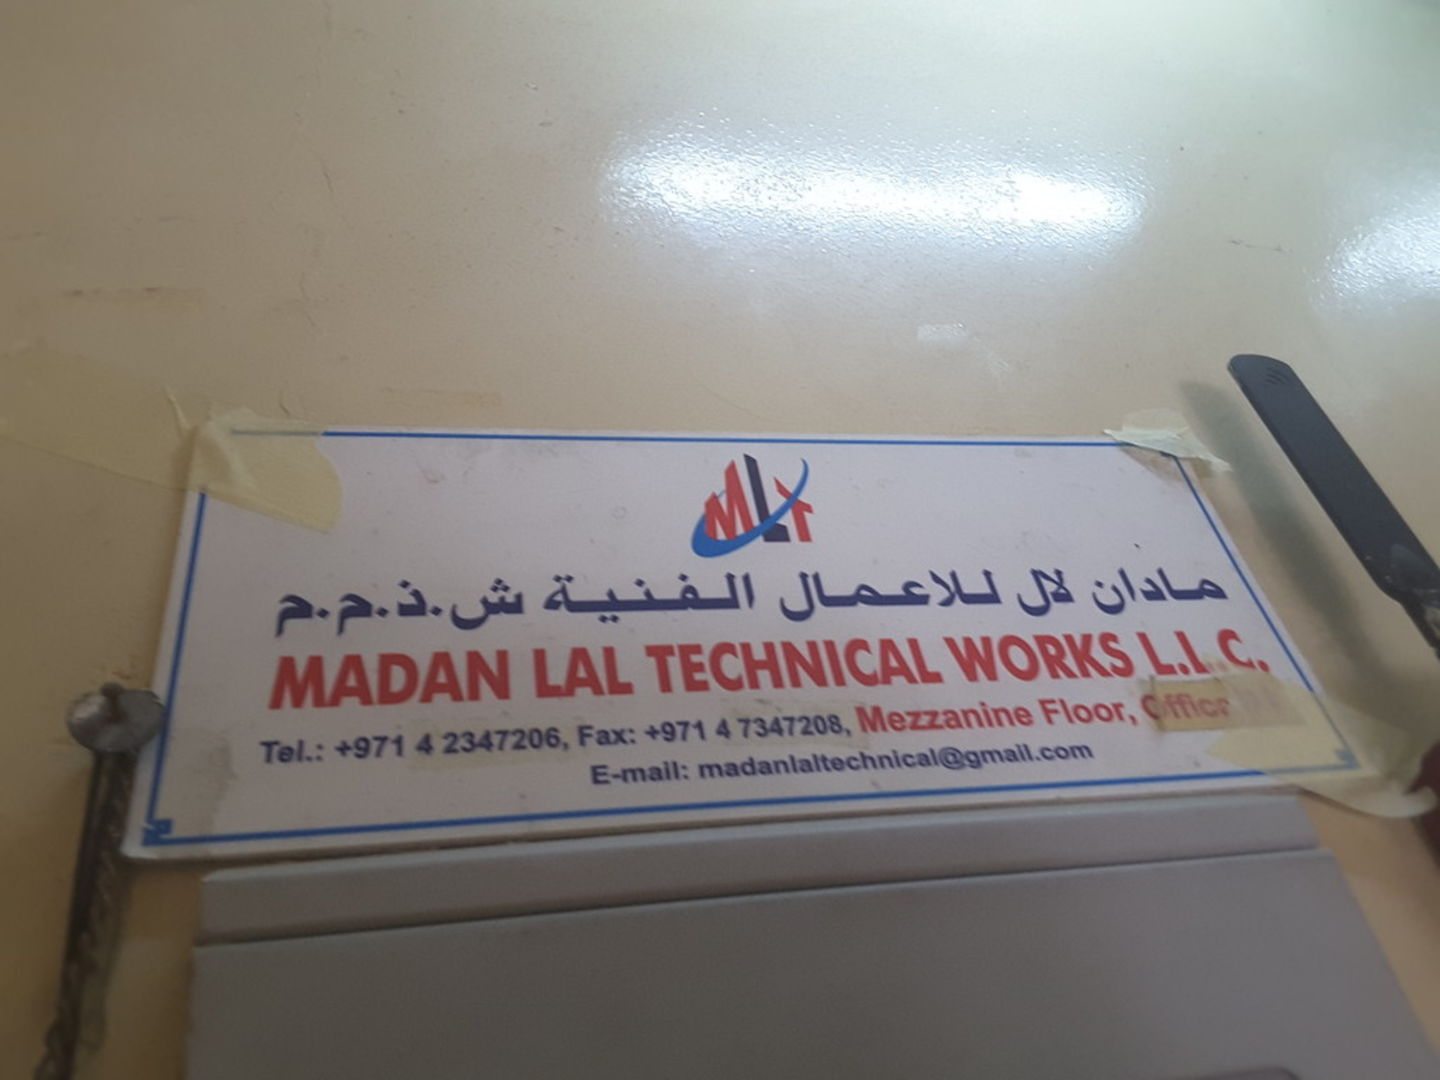 MLT
مادان لال للاعمال الفنية ش.ذ.م.م
MADAN LAL TECHNICAL WORKS L.L.C.
Tel.: +971 4 2347206, Fax: +971 4 7347208, Mezzanine Floor, Office
E-mail: madanlaltechnical@gmail.com